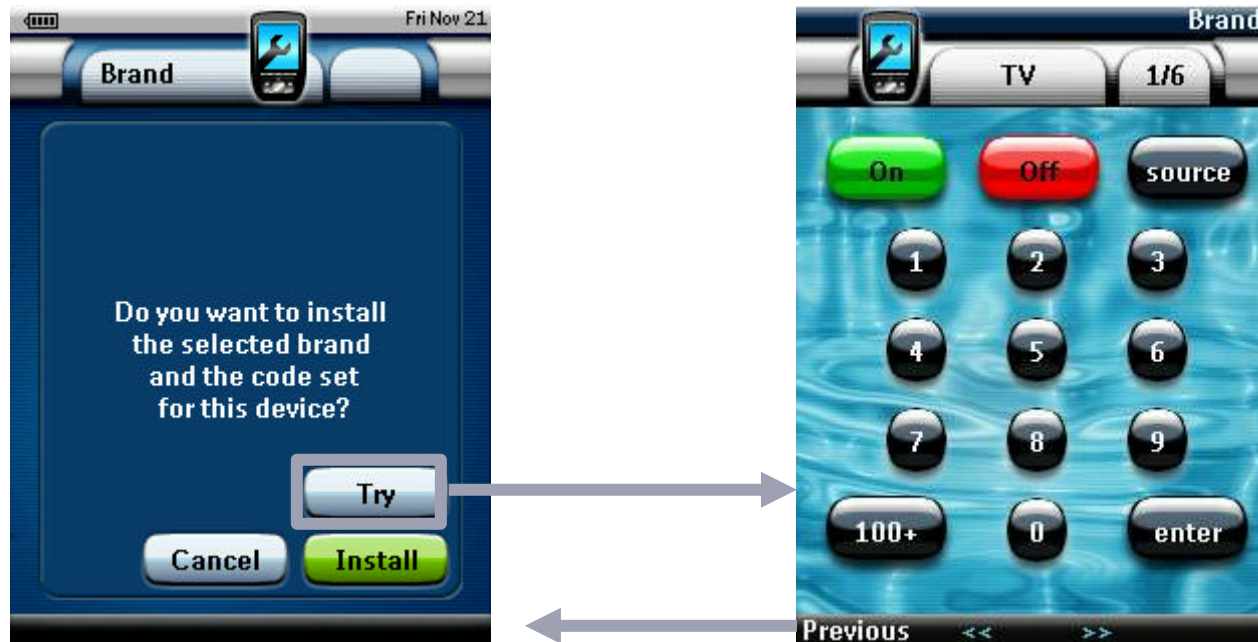 Fri Nov 21
Brand
Do you want to install
the selected brand
and the code set
for this device?
Try
Cancel Install
Brand
TV 1/6
On Off source
1 2 3
4 5 6
7 8 9
100+ 0 enter
Previous << >>